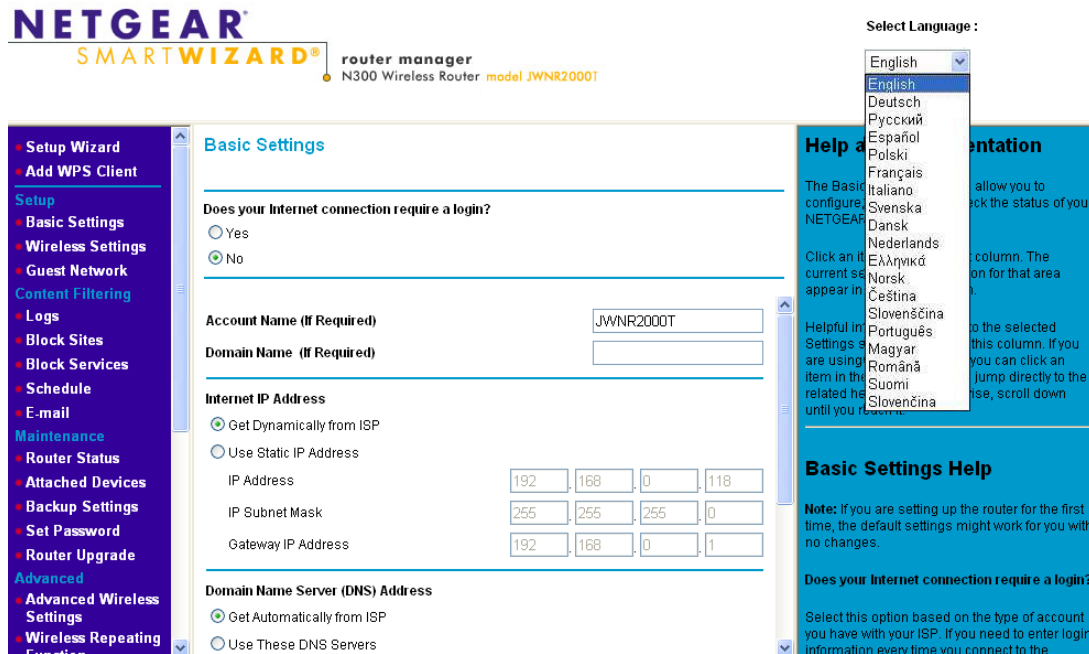 NETGEAR
SMARTWIZARD®
router manager
N300 Wireless Router model JWNR2000T
Select Language :
English
English
Deutsch
Русский
Español
Polski
Français
Italiano
Svenska
Dansk
Nederlands
Ελληνικά
Norsk
Čeština
Slovenščina
Português
Magyar
Română
Suomi
Slovenčina
Setup Wizard
Add WPS Client
Setup
Basic Settings
Wireless Settings
Guest Network
Content Filtering
Logs
Block Sites
Block Services
Schedule
E-mail
Maintenance
Router Status
Attached Devices
Backup Settings
Set Password
Router Upgrade
Advanced
Advanced Wireless
Settings
Wireless Repeating
Function
Basic Settings
Does your Internet connection require a login?
Yes
No
Account Name (If Required) JWNR2000T
Domain Name (If Required)
Internet IP Address
Get Dynamically from ISP
Use Static IP Address
IP Address 192 . 168 . 0 . 118
IP Subnet Mask 255 . 255 . 255 . 0
Gateway IP Address 192 . 168 . 0 . 1
Domain Name Server (DNS) Address
Get Automatically from ISP
Use These DNS Servers
Help
The Basic allow you to
configure, the status of you
NETGEAR
Click an column. The
current on for that area
appear in
Helpful to the selected
Settings this column. If you
are using you can click an
item in the jump directly to the
related scroll down
until you reach it.
Basic Settings Help
Note: If you are setting up the router for the first
time, the default settings might work for you with
no changes.
Does your Internet connection require a login?
Select this option based on the type of account
you have with your ISP. If you need to enter login
information every time you connect to the